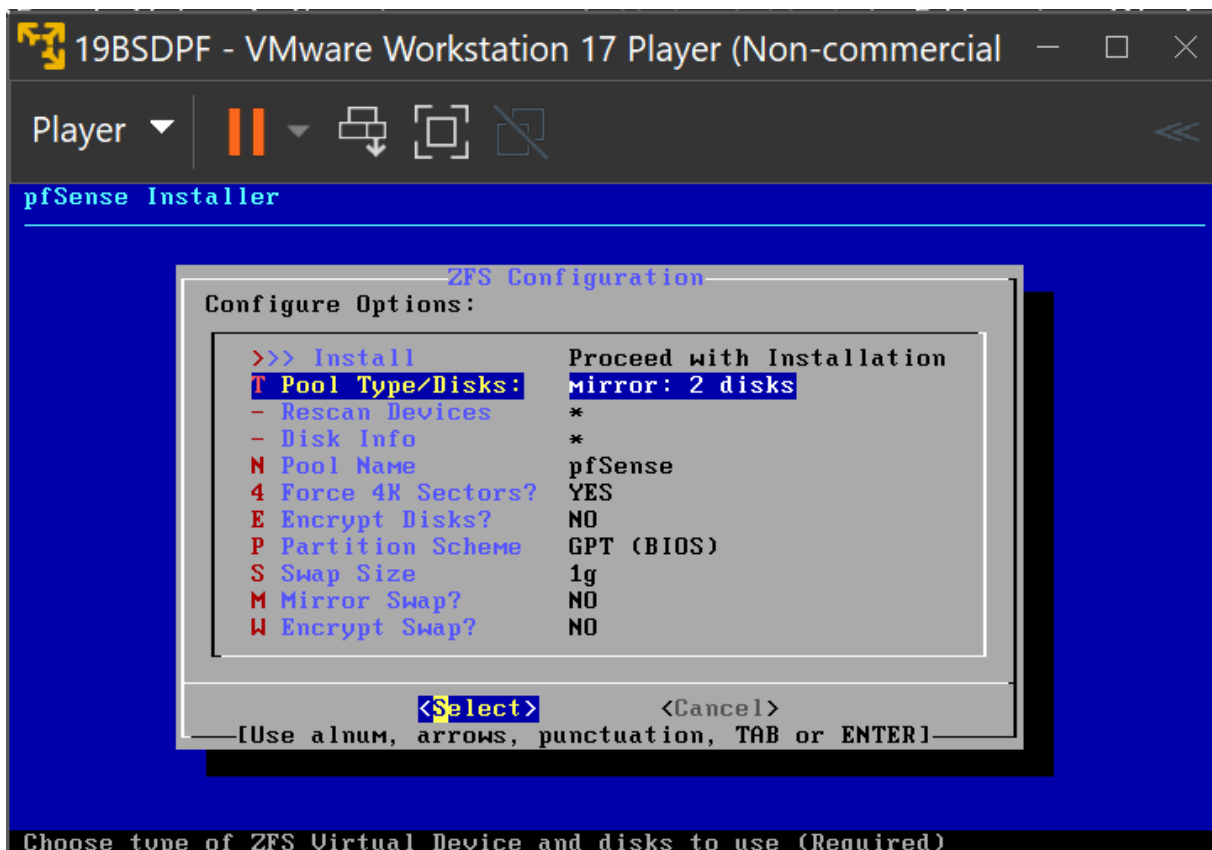 19BSDPF - VMware Workstation 17 Player (Non-commercial
Player
pfSense Installer
ZFS Configuration
Configure Options:
>>> Install Proceed with Installation
T Pool Type/Disks: mirror: 2 disks
- Rescan Devices *
- Disk Info *
N Pool Name pfSense
4 Force 4K Sectors? YES
E Encrypt Disks? NO
P Partition Scheme GPT (BIOS)
S Swap Size 1g
M Mirror Swap? NO
W Encrypt Swap? NO
<Select> <Cancel>
[Use alnum, arrows, punctuation, TAB or ENTER]
Choose type of ZFS Virtual Device and disks to use (Required)